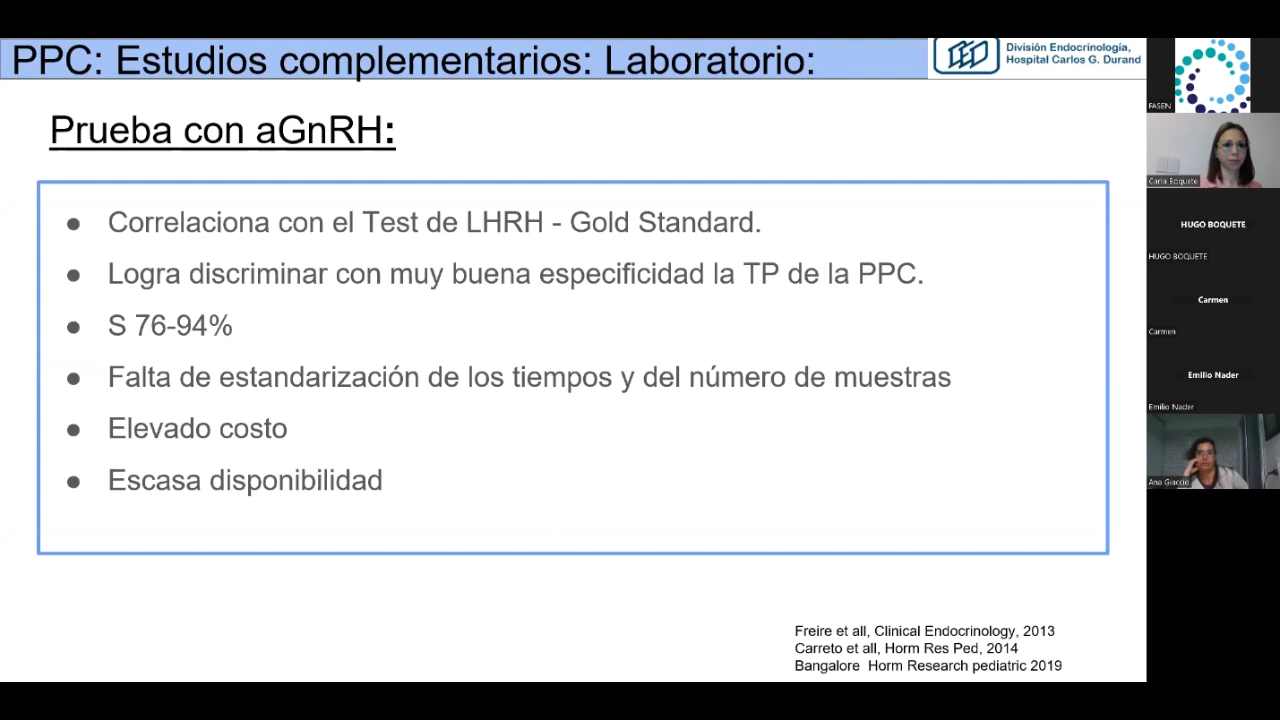 PPC: Estudios complementarios: Laboratorio:
División Endocrinología,
Hospital Carlos G. Durand
Prueba con aGnRH:
● Correlaciona con el Test de LHRH - Gold Standard.
● Logra discriminar con muy buena especificidad la TP de la PPC.
● S 76-94%
● Falta de estandarización de los tiempos y del número de muestras
● Elevado costo
● Escasa disponibilidad
Freire et all, Clinical Endocrinology, 2013
Carreto et all, Horm Res Ped, 2014
Bangalore Horm Research pediatric 2019
FASEN
Carla Boquete
HUGO BOQUETE
HUGO BOQUETE
Carmen
Carmen
Emilio Nader
Emilio Nader
Ana Giaccio